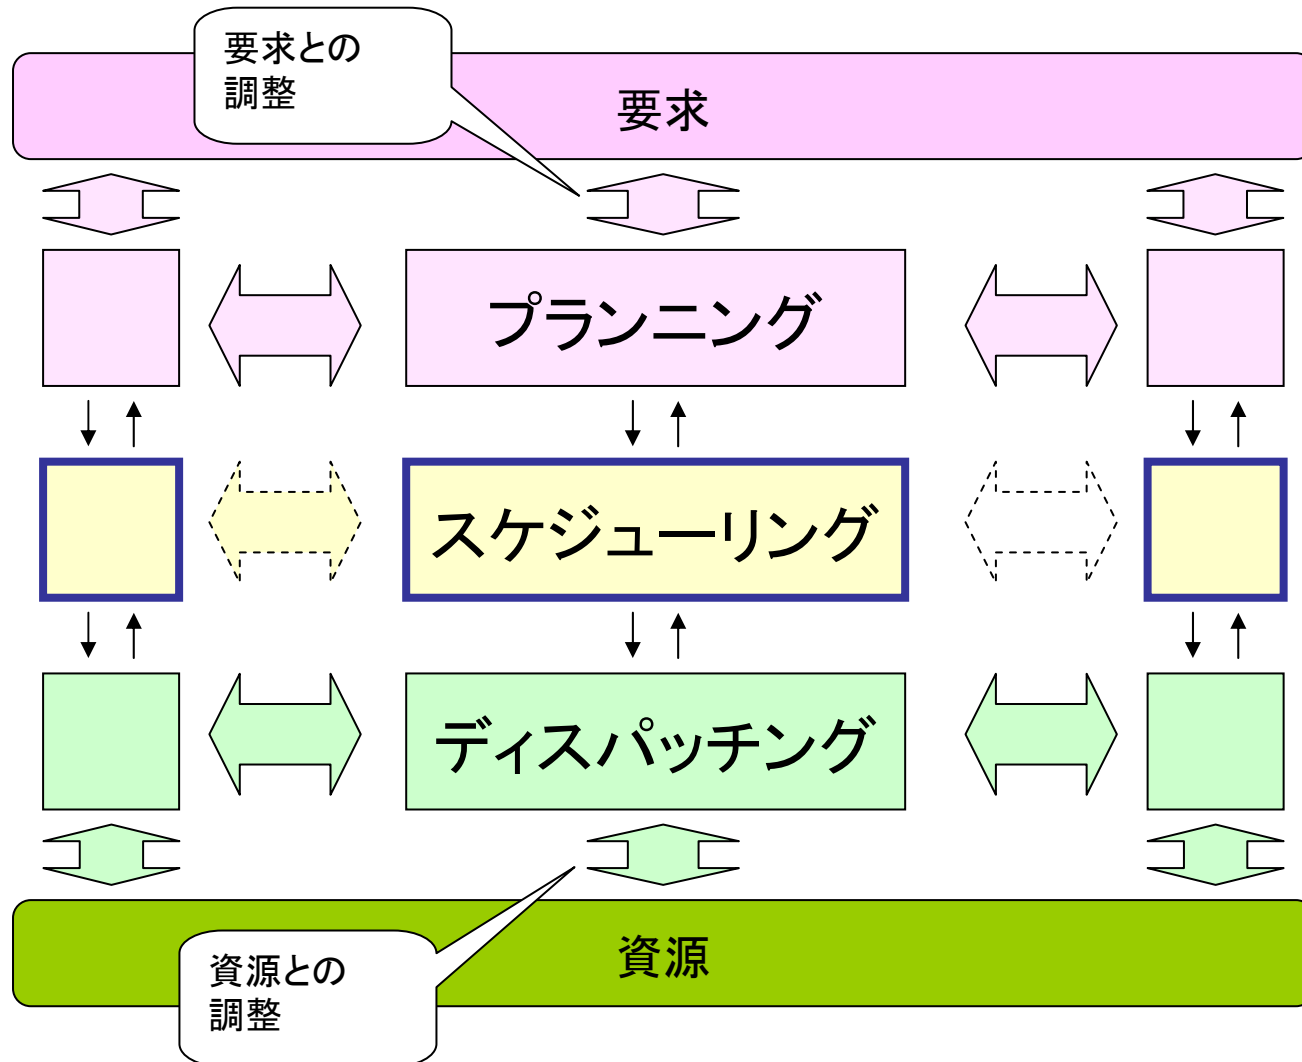 要求との
調整
要求
プランニング
スケジューリング
ディスパッチング
資源
資源との
調整